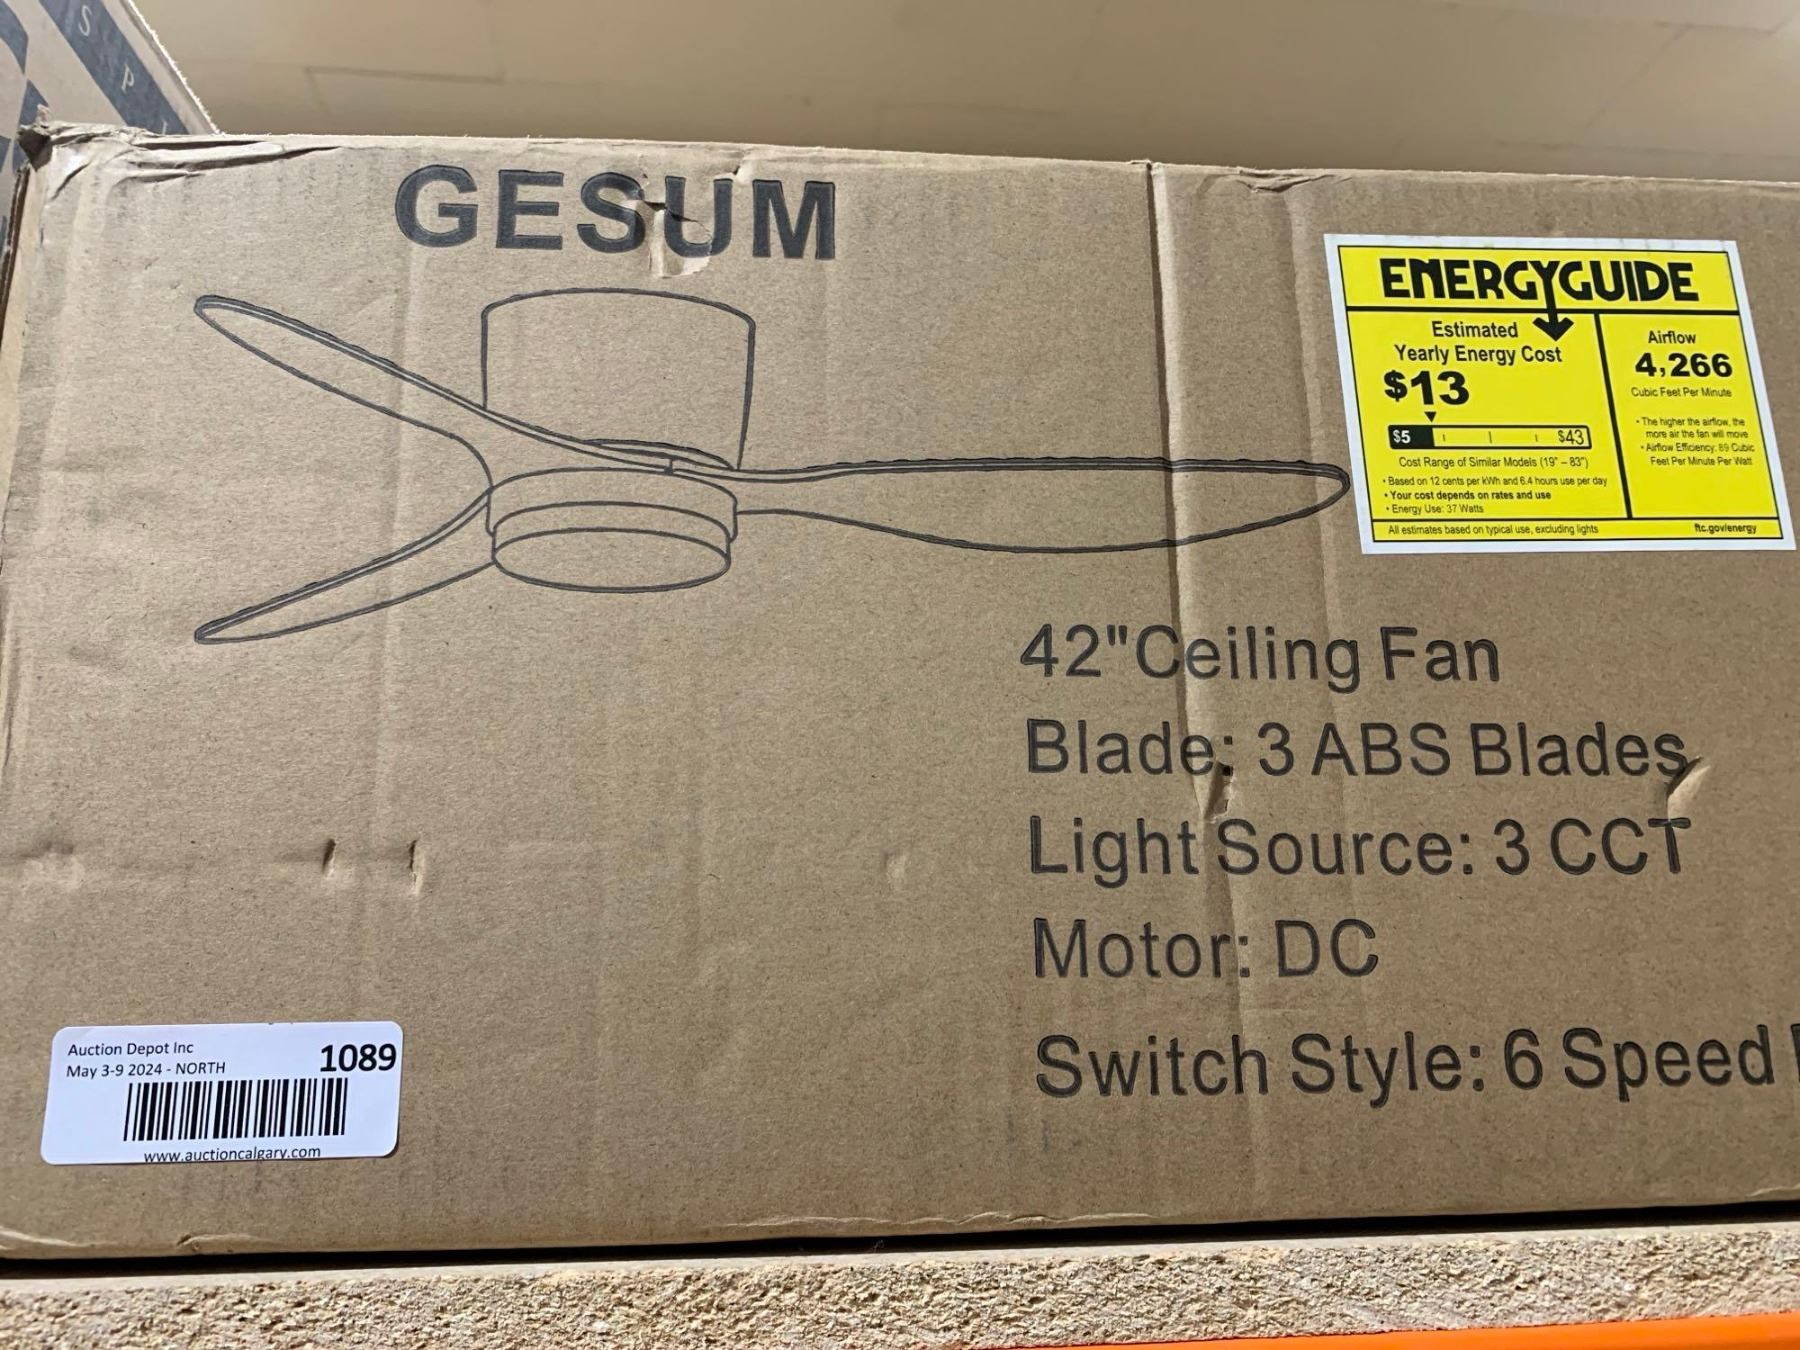 S P
GESUM
ENERGYGUIDE
Estimated
Yearly Energy Cost
$13
$5
$43
Cost Range of Similar Models (19" – 83")
• Based on 12 cents per kWh and 6.4 hours use per day
• Your cost depends on rates and use
• Energy Use: 37 Watts
All estimates based on typical use, excluding lights
Airflow
4,266
Cubic Feet Per Minute
• The higher the airflow, the
more air the fan will move
• Airflow Efficiency: 89 Cubic
Feet Per Minute Per Watt
ftc.gov/energy
42"Ceiling Fan
Blade: 3 ABS Blades
Light Source: 3 CCT
Motor: DC
Switch Style: 6 Speed
Auction Depot Inc
May 3-9 2024 - NORTH
1089
www.auctioncalgary.com